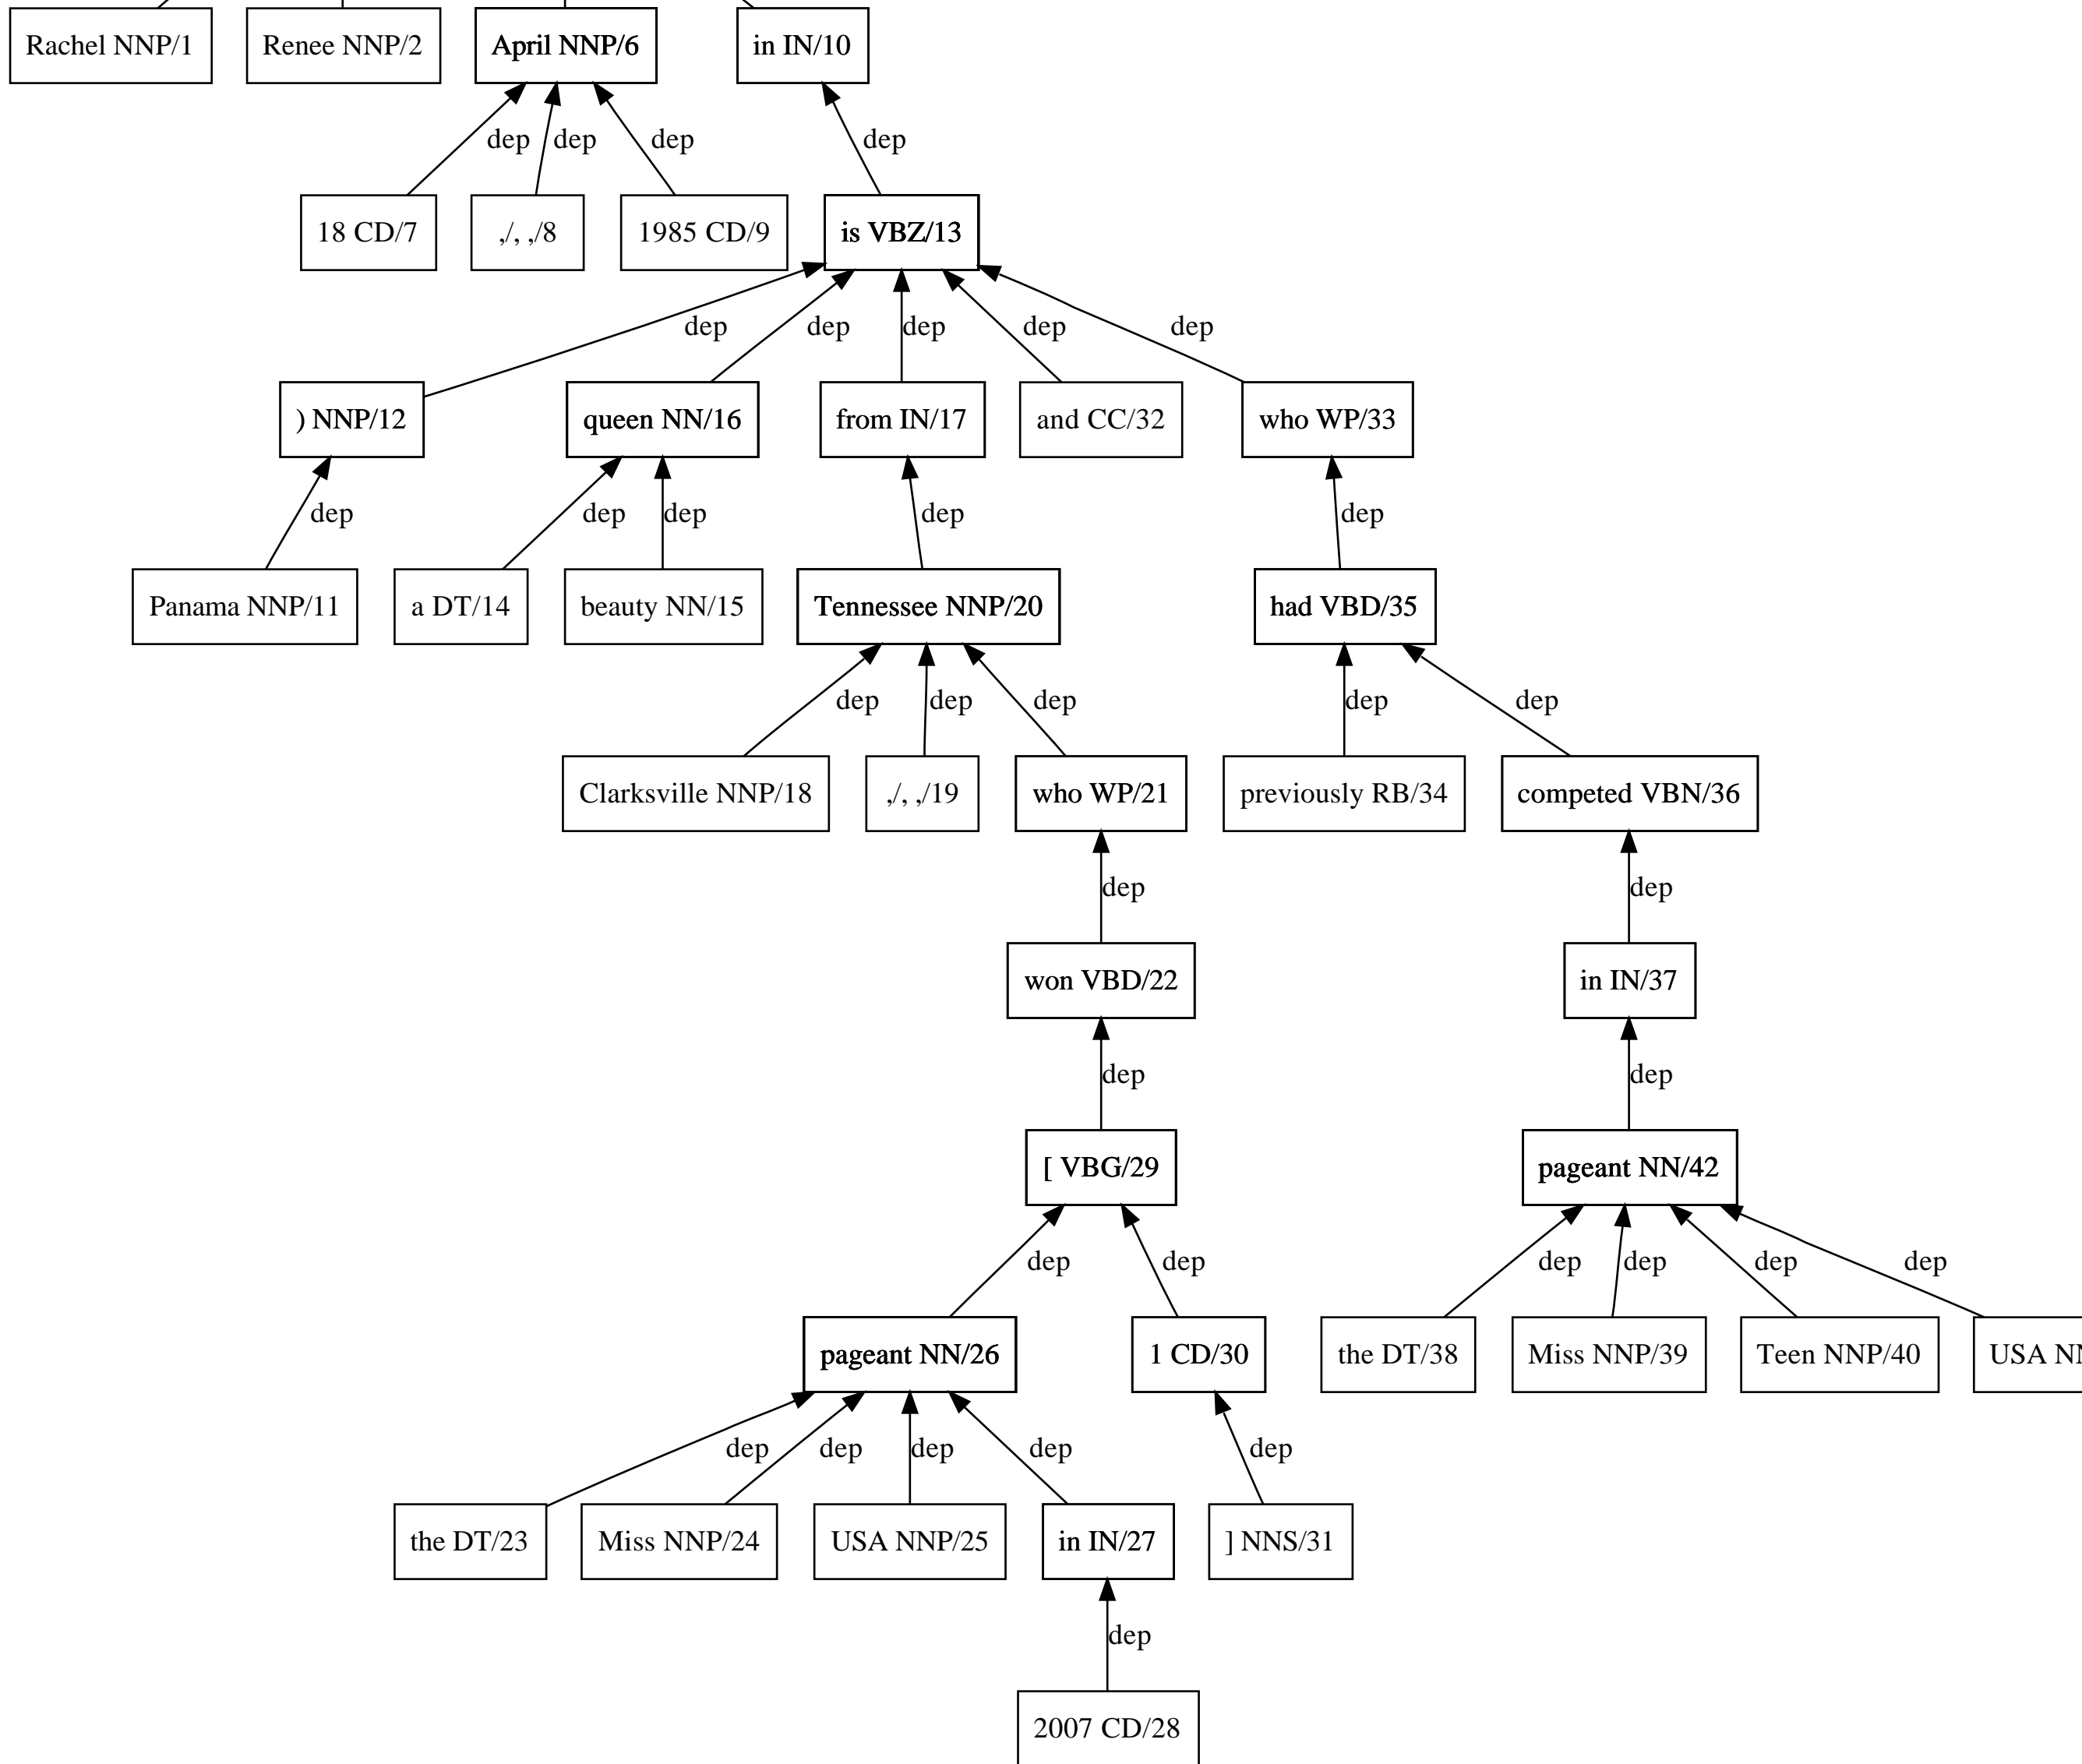 Rachel NNP/1 Renee NNP/2 April NNP/6 in IN/10
dep dep dep dep
18 CD/7 ,/, ,/8 1985 CD/9 is VBZ/13
dep dep dep dep dep
) NNP/12 queen NN/16 from IN/17 and CC/32 who WP/33
dep dep dep dep dep
Panama NNP/11 a DT/14 beauty NN/15 Tennessee NNP/20 had VBD/35
dep dep dep dep dep
Clarksville NNP/18 ,/, ,/19 who WP/21 previously RB/34 competed VBN/36
dep dep
won VBD/22 in IN/37
dep dep
[ VBG/29 pageant NN/42
dep dep dep dep dep dep
pageant NN/26 1 CD/30 the DT/38 Miss NNP/39 Teen NNP/40 USA
dep dep dep dep dep
the DT/23 Miss NNP/24 USA NNP/25 in IN/27 ] NNS/31
dep
2007 CD/28